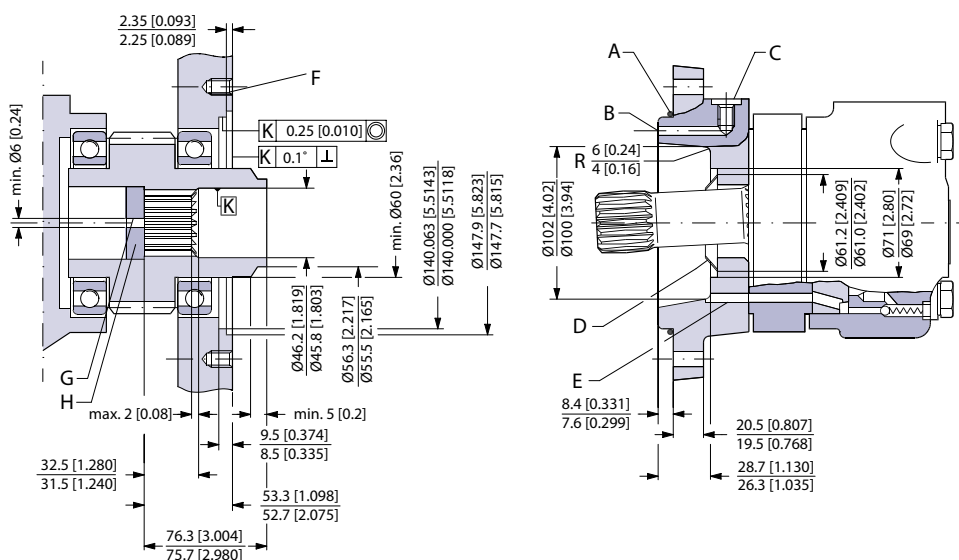 2.35 [0.093]
2.25 [0.089]
F
K 0.25 [0.010]
K 0.1°
K
min. Ø6 [0.24]
G
H
max. 2 [0.08]
min. 5 [0.2]
9.5 [0.374]
8.5 [0.335]
32.5 [1.280]
31.5 [1.240]
53.3 [1.098]
52.7 [2.075]
76.3 [3.004]
75.7 [2.980]
Ø46.2 [1.819]
Ø45.8 [1.803]
Ø56.3 [2.217]
Ø55.5 [2.165]
min. Ø60 [2.36]
Ø140.063 [5.5143]
Ø140.000 [5.5118]
Ø147.9 [5.823]
Ø147.7 [5.815]
A
B
C
R 6 [0.24]
4 [0.16]
Ø102 [4.02]
Ø100 [3.94]
Ø61.2 [2.409]
Ø61.0 [2.402]
Ø71 [2.80]
Ø69 [2.72]
D
E
8.4 [0.331]
7.6 [0.299]
20.5 [0.807]
19.5 [0.768]
28.7 [1.130]
26.3 [1.035]